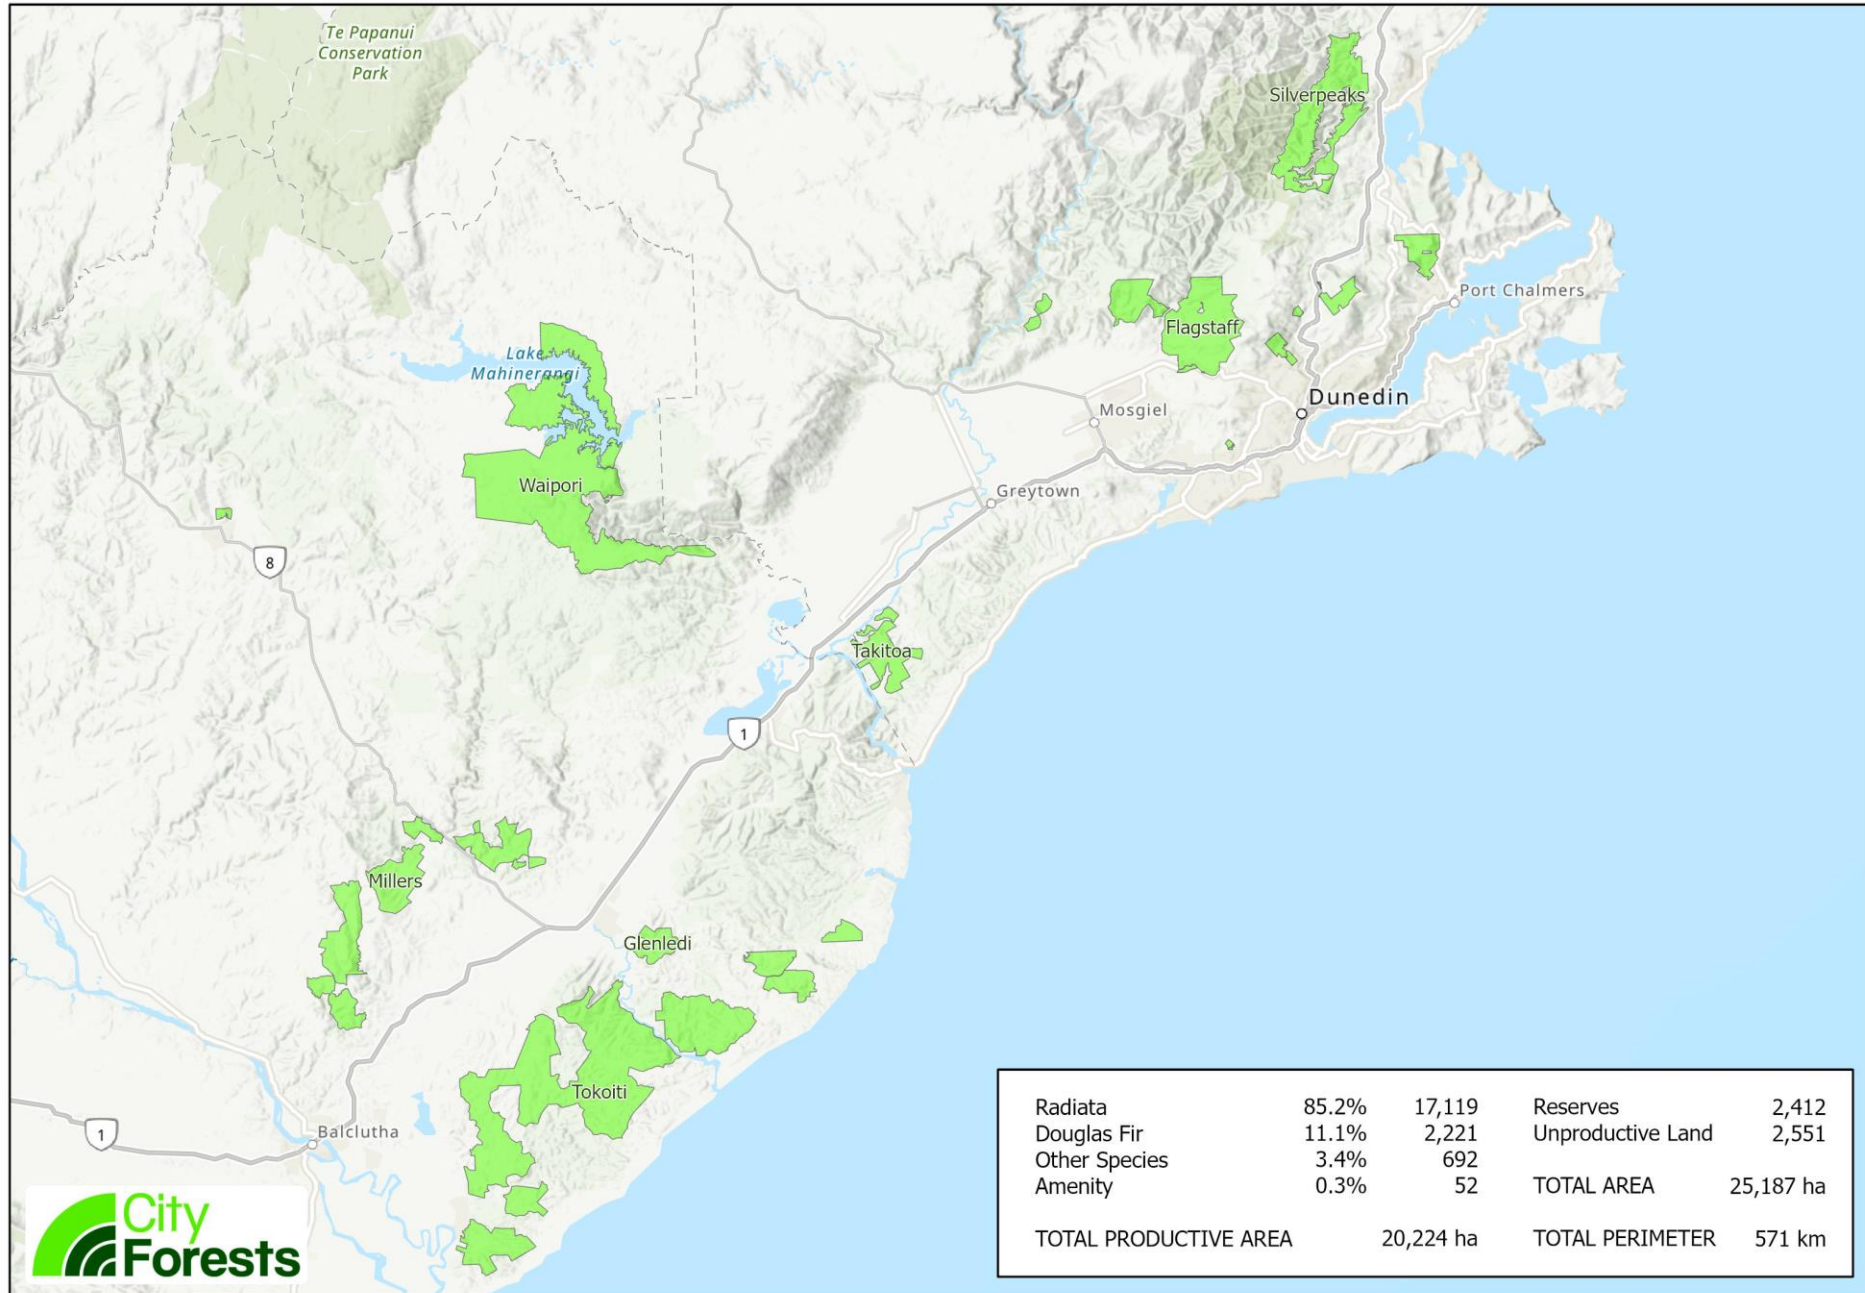 Te Papanui
Conservation
Park
Silverpeaks
Port Chalmers
Flagstaff
Lake
Mahinerangi
Dunedin
Mosgiel
Waipori
Greytown
8
Takitoa
1
Millers
Glenledi
Tokoiti
1
Balclutha
City
Forests
Radiata 85.2% 17,119 Reserves 2,412
Douglas Fir 11.1% 2,221 Unproductive Land 2,551
Other Species 3.4% 692
Amenity 0.3% 52 TOTAL AREA 25,187 ha
TOTAL PRODUCTIVE AREA 20,224 ha TOTAL PERIMETER 571 km